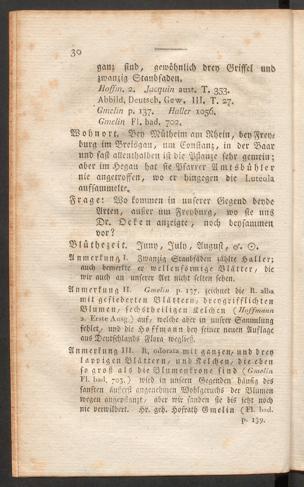 30
ganz sind, gewöhnlich drey Griffel und
zwanzig Staubfaden.
Hoffm. 2. Jacquin aust. T. 353.
Abbild. Deutsch. Gew. III. T. 27.
Gmelin p. 137. Haller 1056.
Gmelin Fl. bad. 702.
Wohnort. Bey Mülheim am Rhein, bey Frey-
burg im Breisgau, um Constanz, in der Baar
und fast allenthalben ist die Pflanze sehr gemein;
aber im Hegau hat sie Pfarrer Amtsbühler
nie angetroffen, wo er hingegen die Luteola
aufsammelte.
Frage: Wo kommen in unserer Gegend beyde
Arten, außer um Freyburg, wo sie uns
Dr. Oeken anzeigte, noch beysammen
vor?
Blüthezeit. Juny, July, August, ♂. ☉.
Anmerkung I. Zwanzig Staubfäden zählte Haller;
auch bemerkte er wellenförmige Blätter, die
wir auch an unserer Art nicht selten sehen.
Anmerkung II. Gmelin p. 137. zeichnet die R. alba
mit gefiederten Blättern, dreygrifflichten
Blumen, sechstheiligen Kelchen (Hoffmann
2. Erste Ausg.) auf, welche aber in unserer Sammlung
fehlet, und die Hoffmann bey seiner neuen Auflage
aus Deutschlands Flora wegließ.
Anmerkung III. R. odorata mit ganzen, und drey
lappigen Blättern, und Kelchen, die eben
so groß als die Blumenkrone sind (Gmelin
Fl. bad. 703.) wird in unsern Gegenden häufig des
sanften äußerst angenehmen Wohlgeruchs der Blumen
wegen angepflanzt, aber wir fanden sie bis jetzt noch
nie verwildert. Hr. geh. Hofrath Gmelin (Fl. bad.
p. 139.